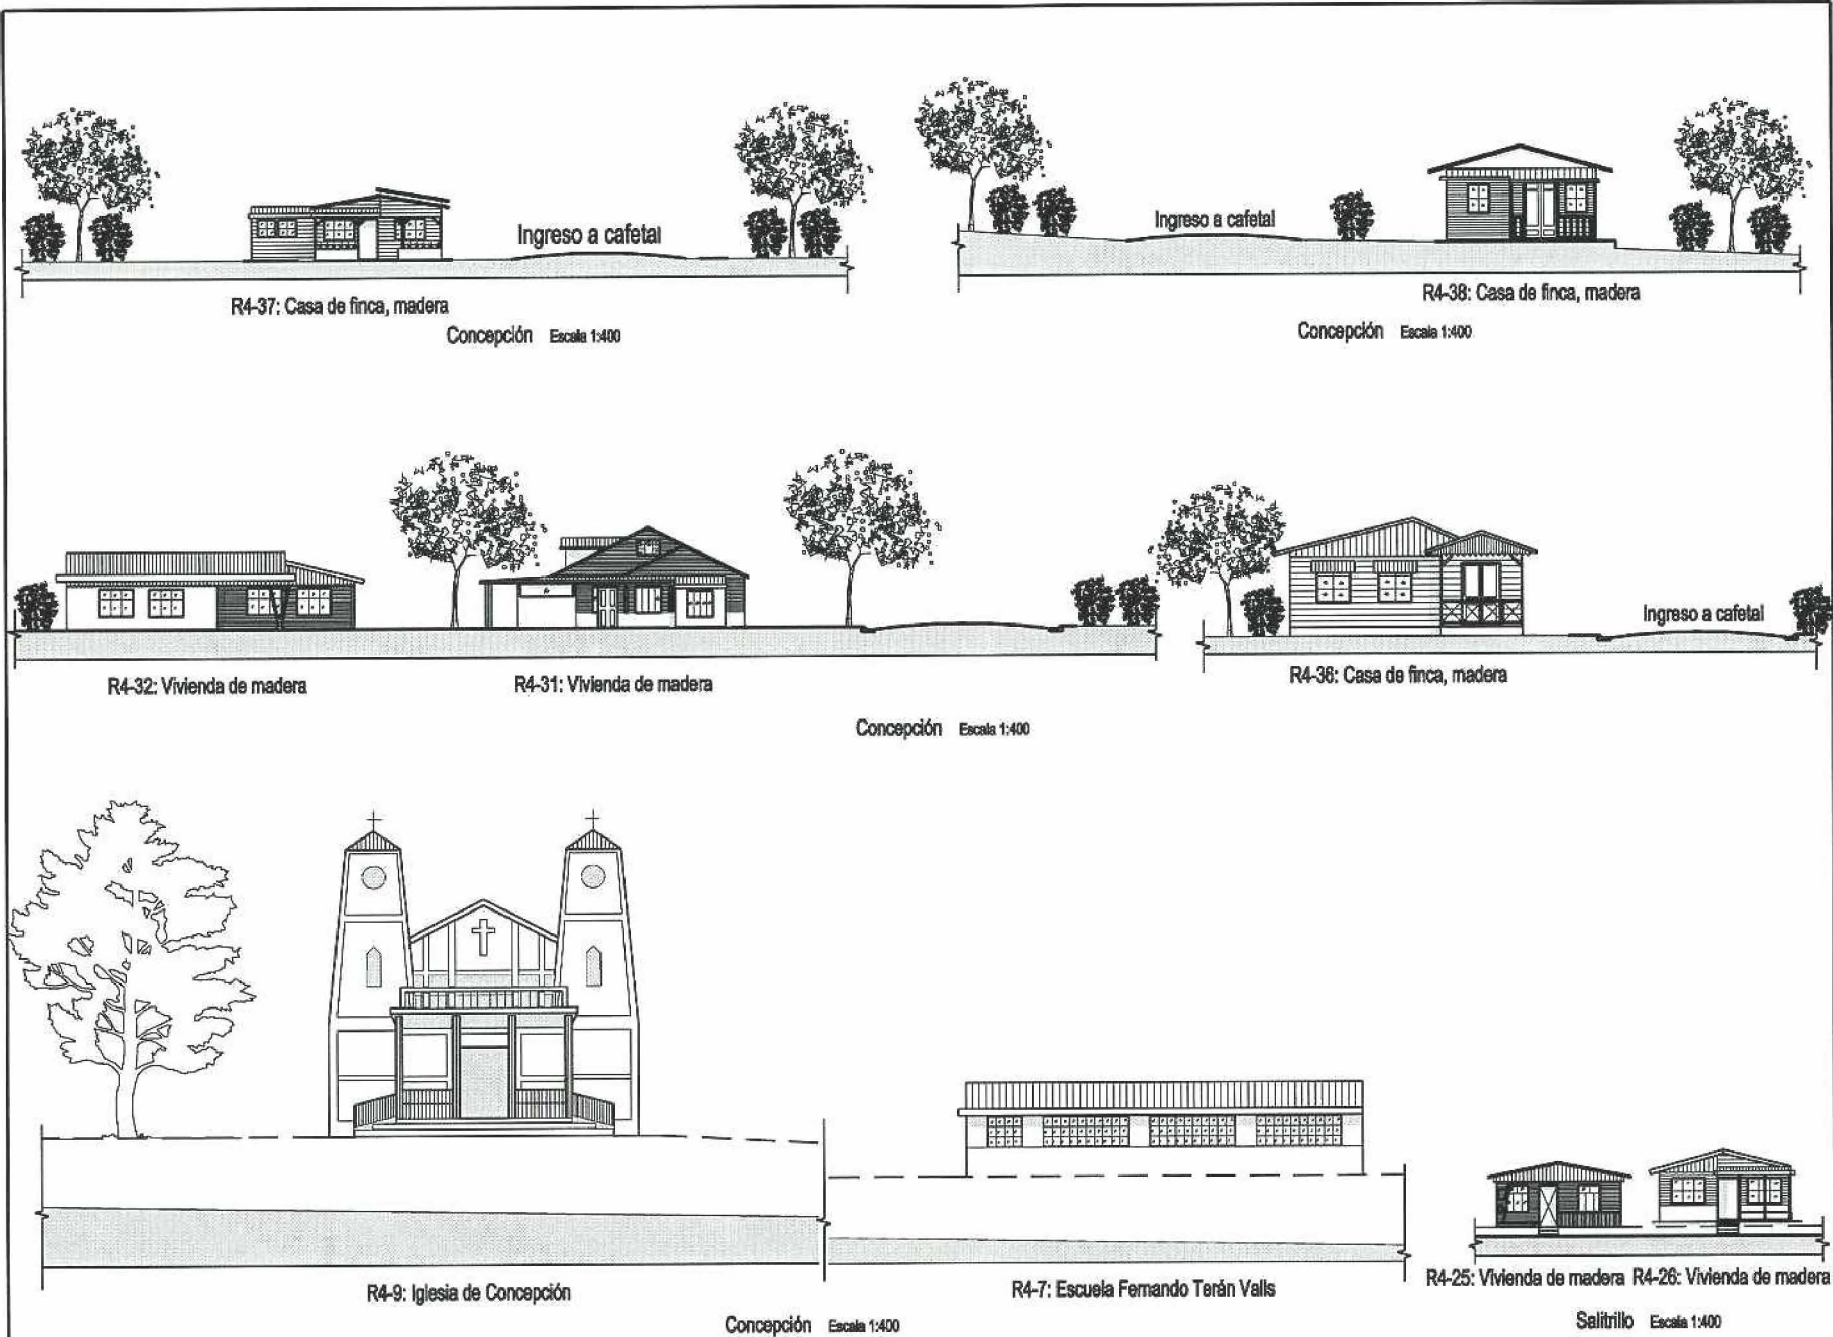 Ingreso a cafetal
R4-37: Casa de finca, madera
Concepción Escala 1:400
Ingreso a cafetal
R4-38: Casa de finca, madera
Concepción Escala 1:400
R4-32: Vivienda de madera
R4-31: Vivienda de madera
Ingreso a cafetal
R4-36: Casa de finca, madera
Concepción Escala 1:400
R4-9: Iglesia de Concepción
R4-7: Escuela Fernando Terán Valls
Concepción Escala 1:400
R4-25: Vivienda de madera R4-26: Vivienda de madera
Salitrillo Escala 1:400